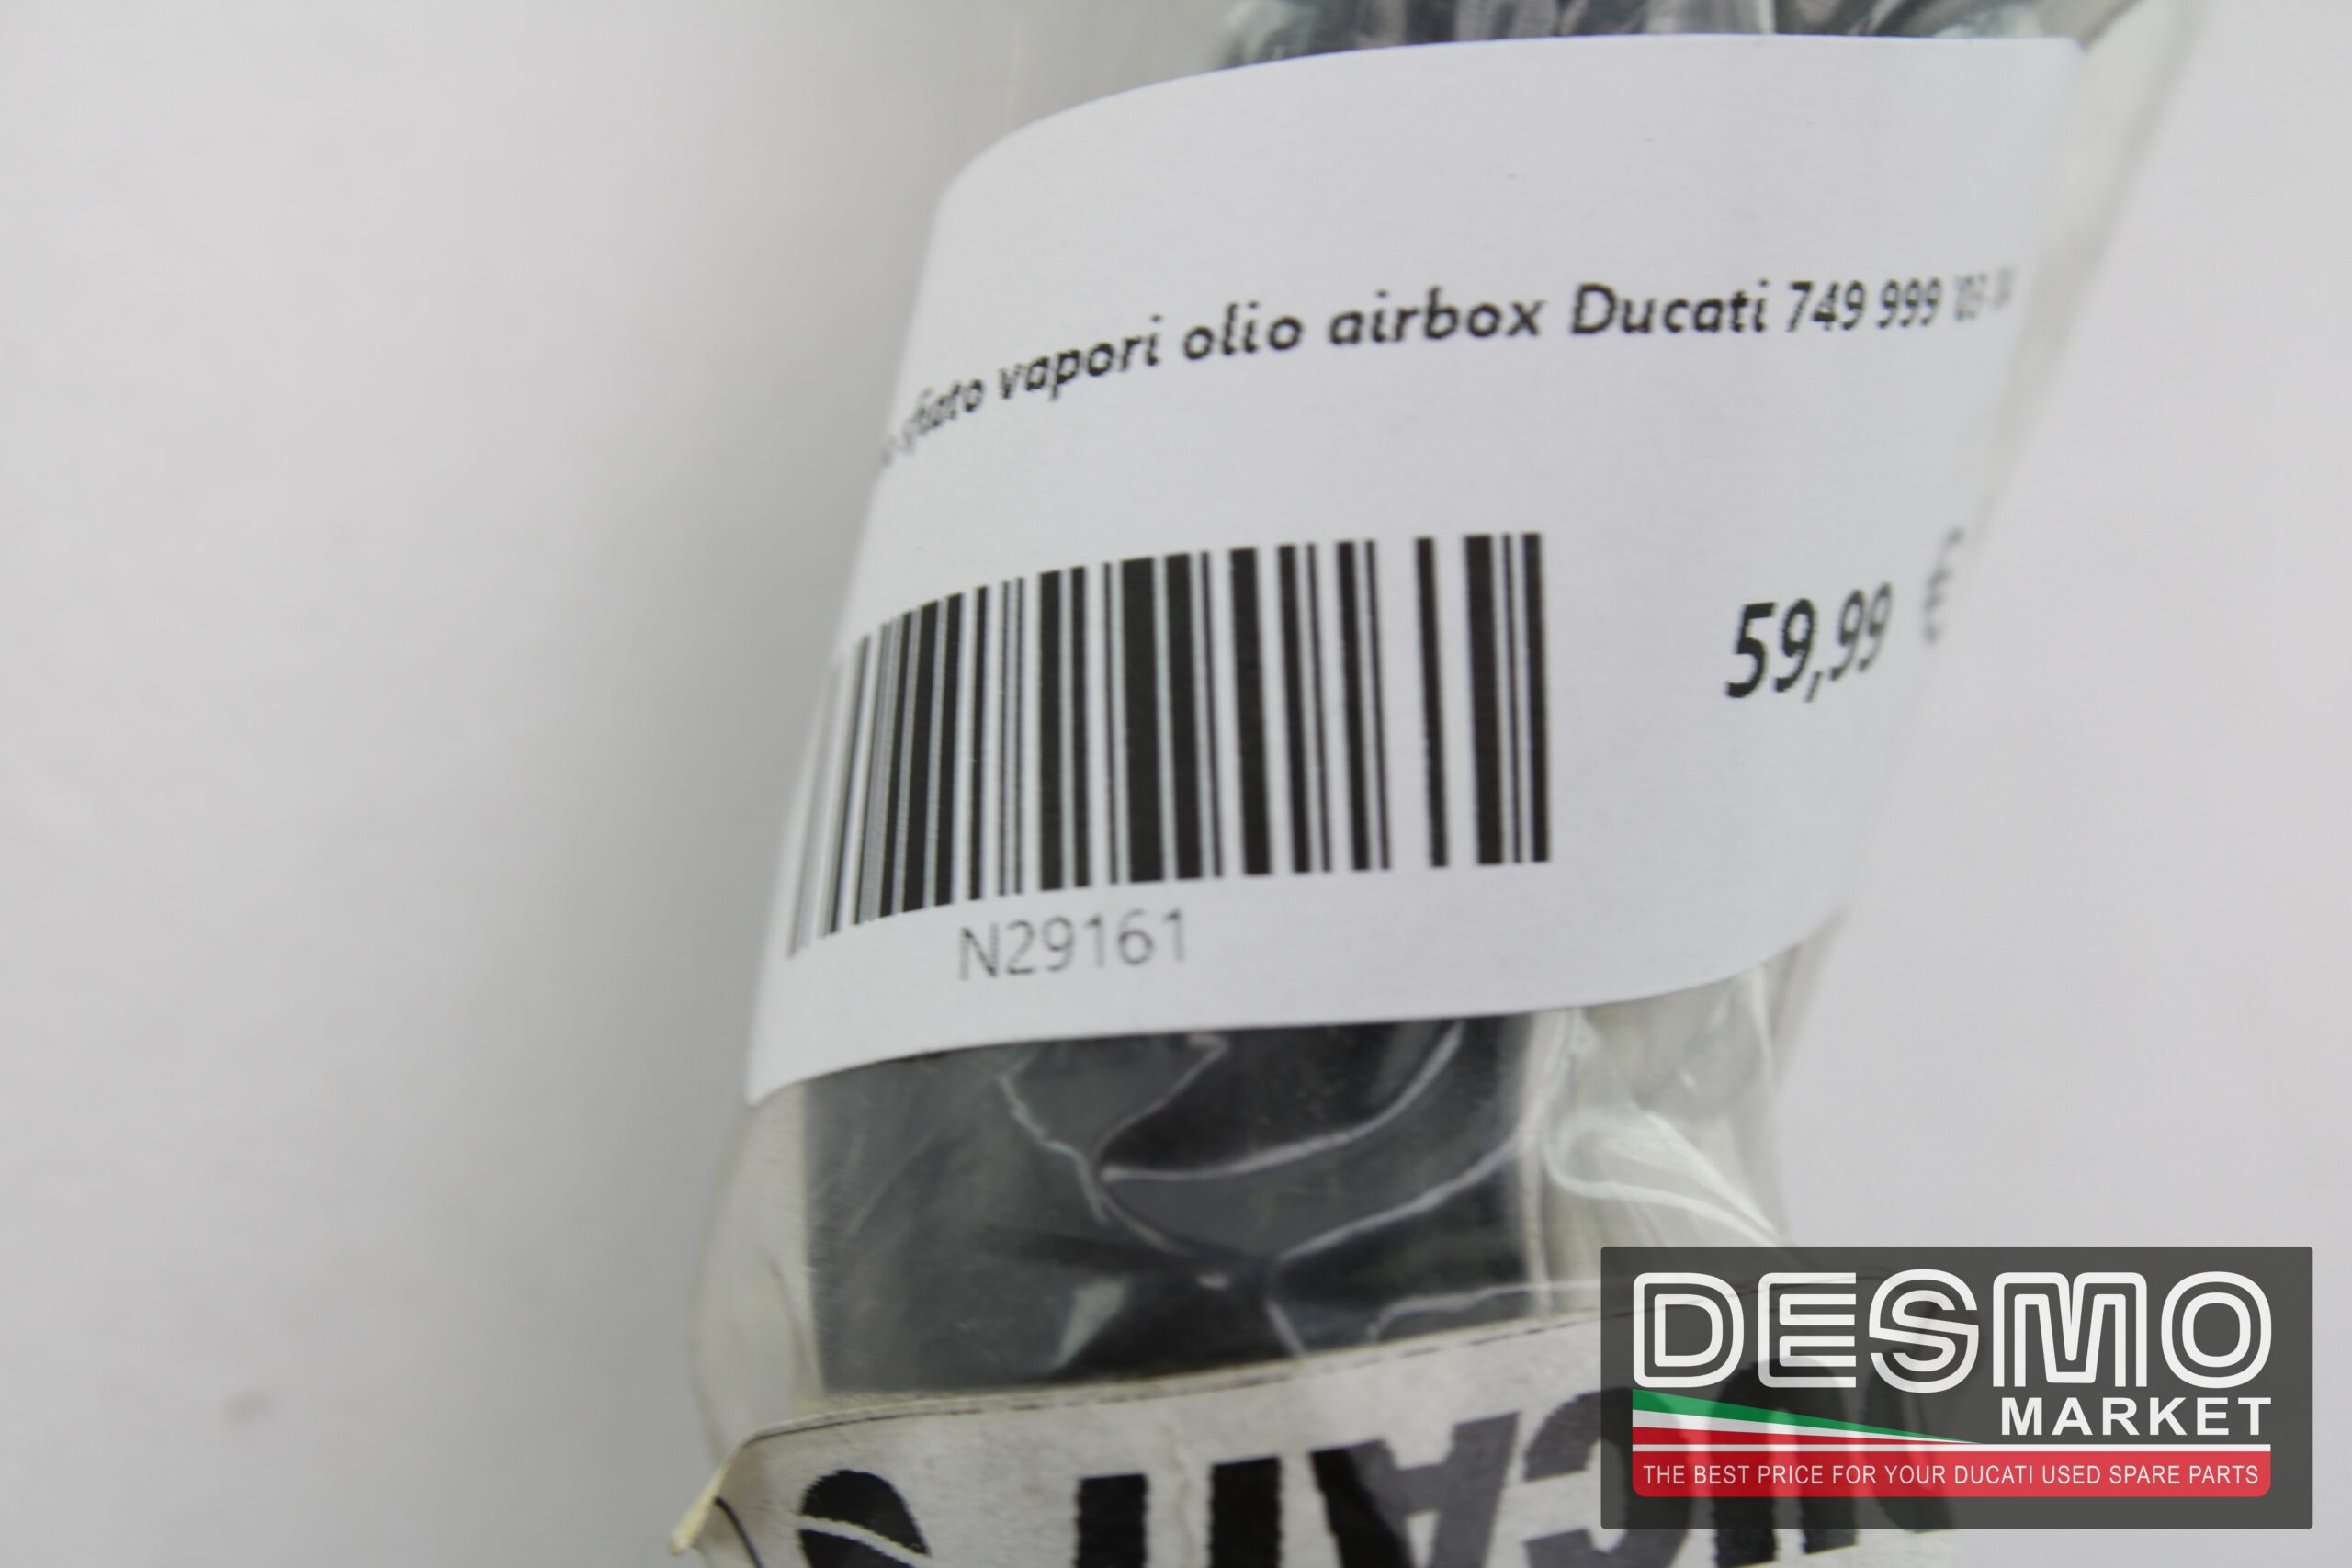 sfiato vapori olio airbox Ducati 749 999
59,99 €
N29161
DUCATI
DESMO
MARKET
THE BEST PRICE FOR YOUR DUCATI USED SPARE PARTS